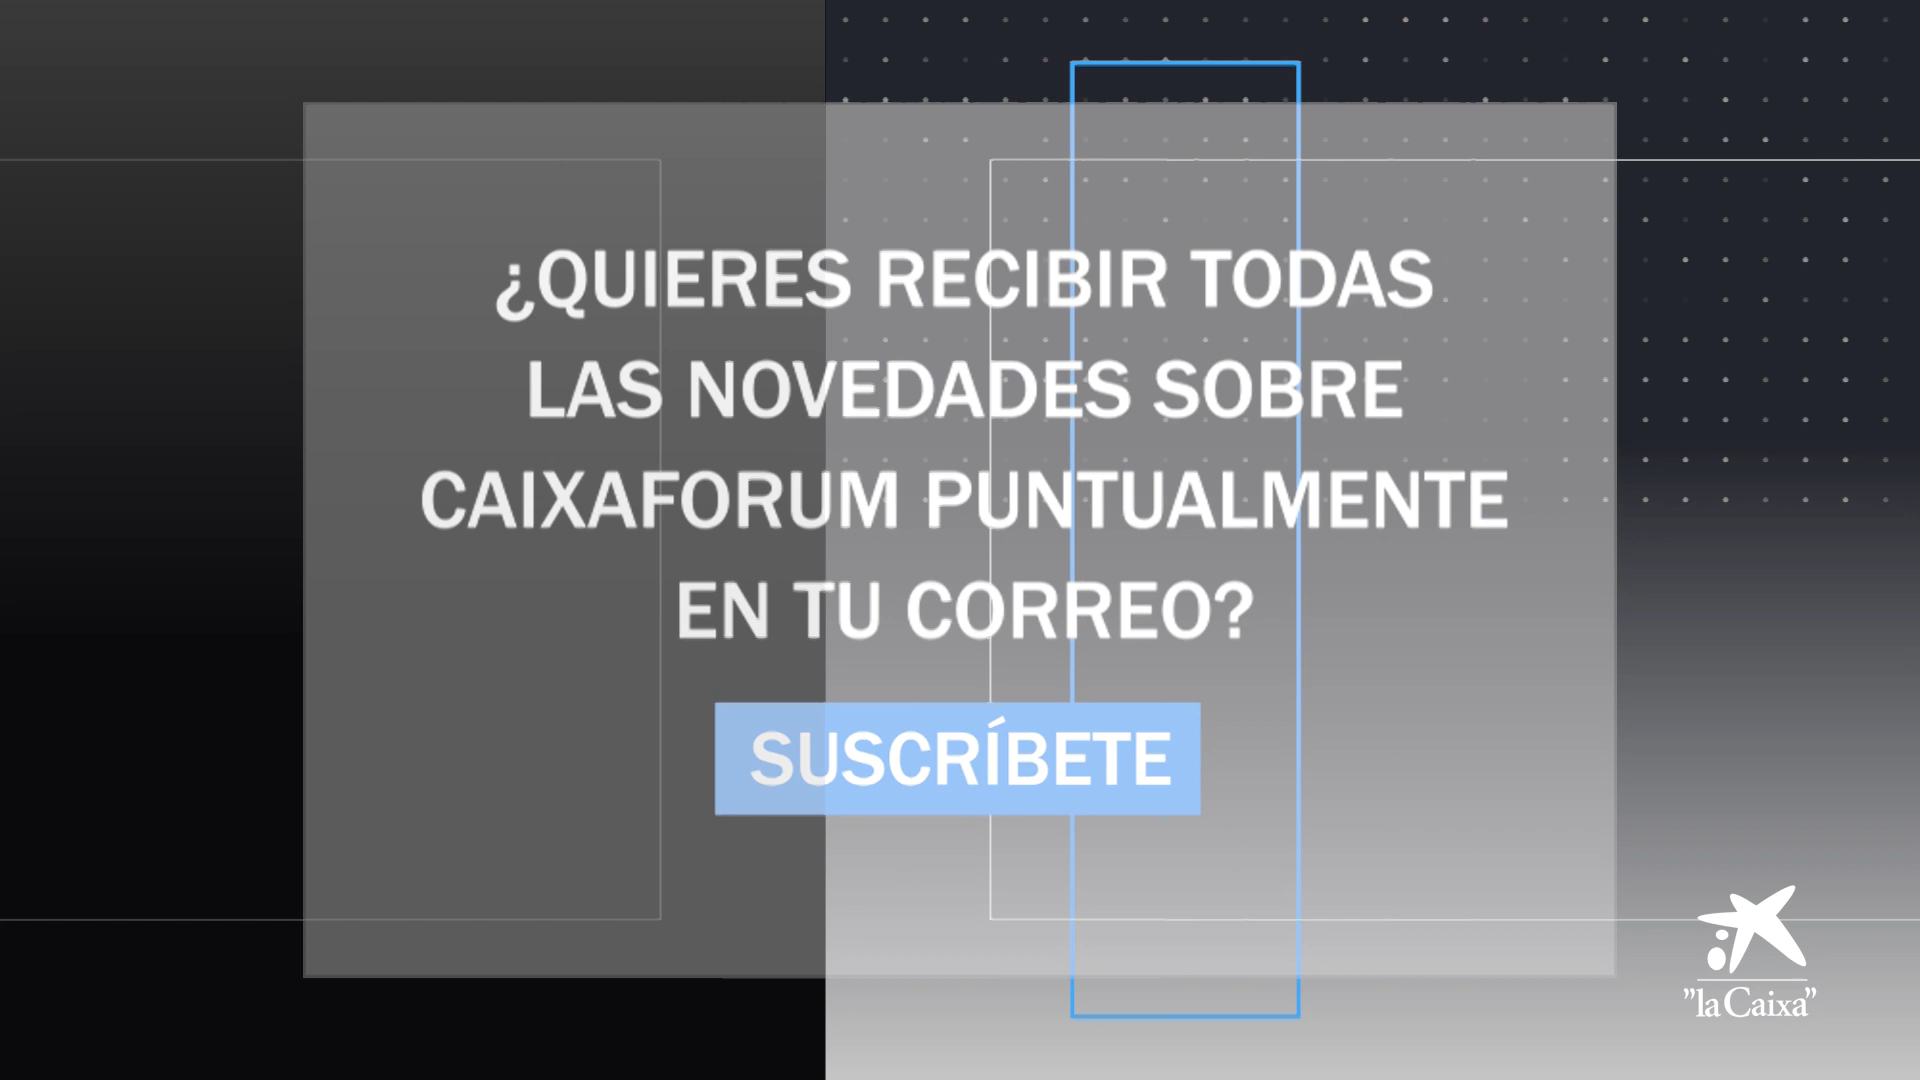 ¿QUIERES RECIBIR TODAS
LAS NOVEDADES SOBRE
CAIXAFORUM PUNTUALMENTE
EN TU CORREO?
SUSCRÍBETE
"la Caixa"